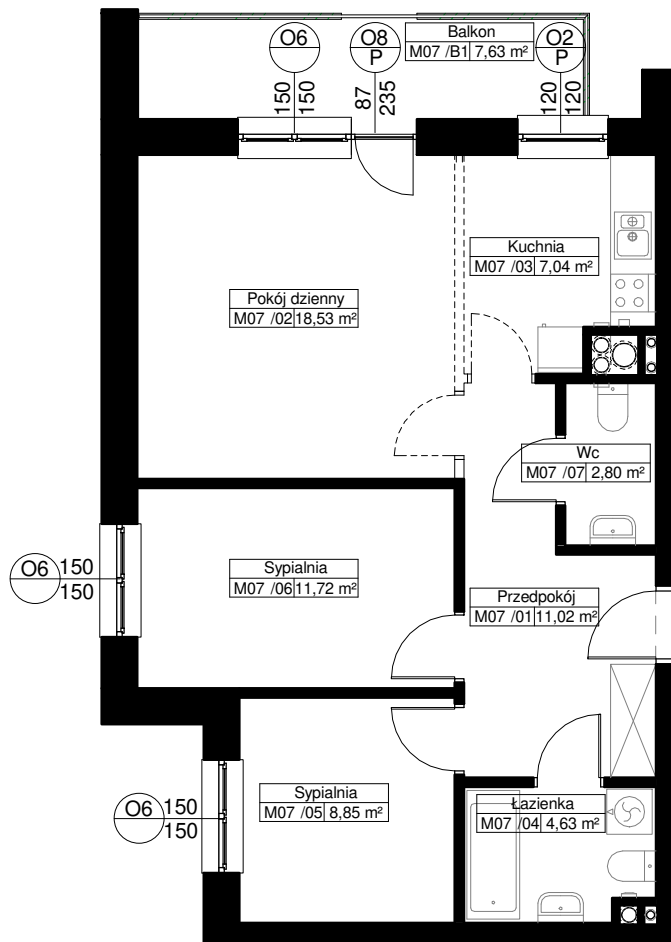 Balkon
M07 /B1 7,63 m²
O6
150
150
O8
P
87
235
O2
P
120
120
Kuchnia
M07 /03 7,04 m²
Pokój dzienny
M07 /02 18,53 m²
Wc
M07 /07 2,80 m²
Sypialnia
M07 /06 11,72 m²
O6
150
150
Przedpokój
M07 /01 11,02 m²
Sypialnia
M07 /05 8,85 m²
O6
150
150
Łazienka
M07 /04 4,63 m²